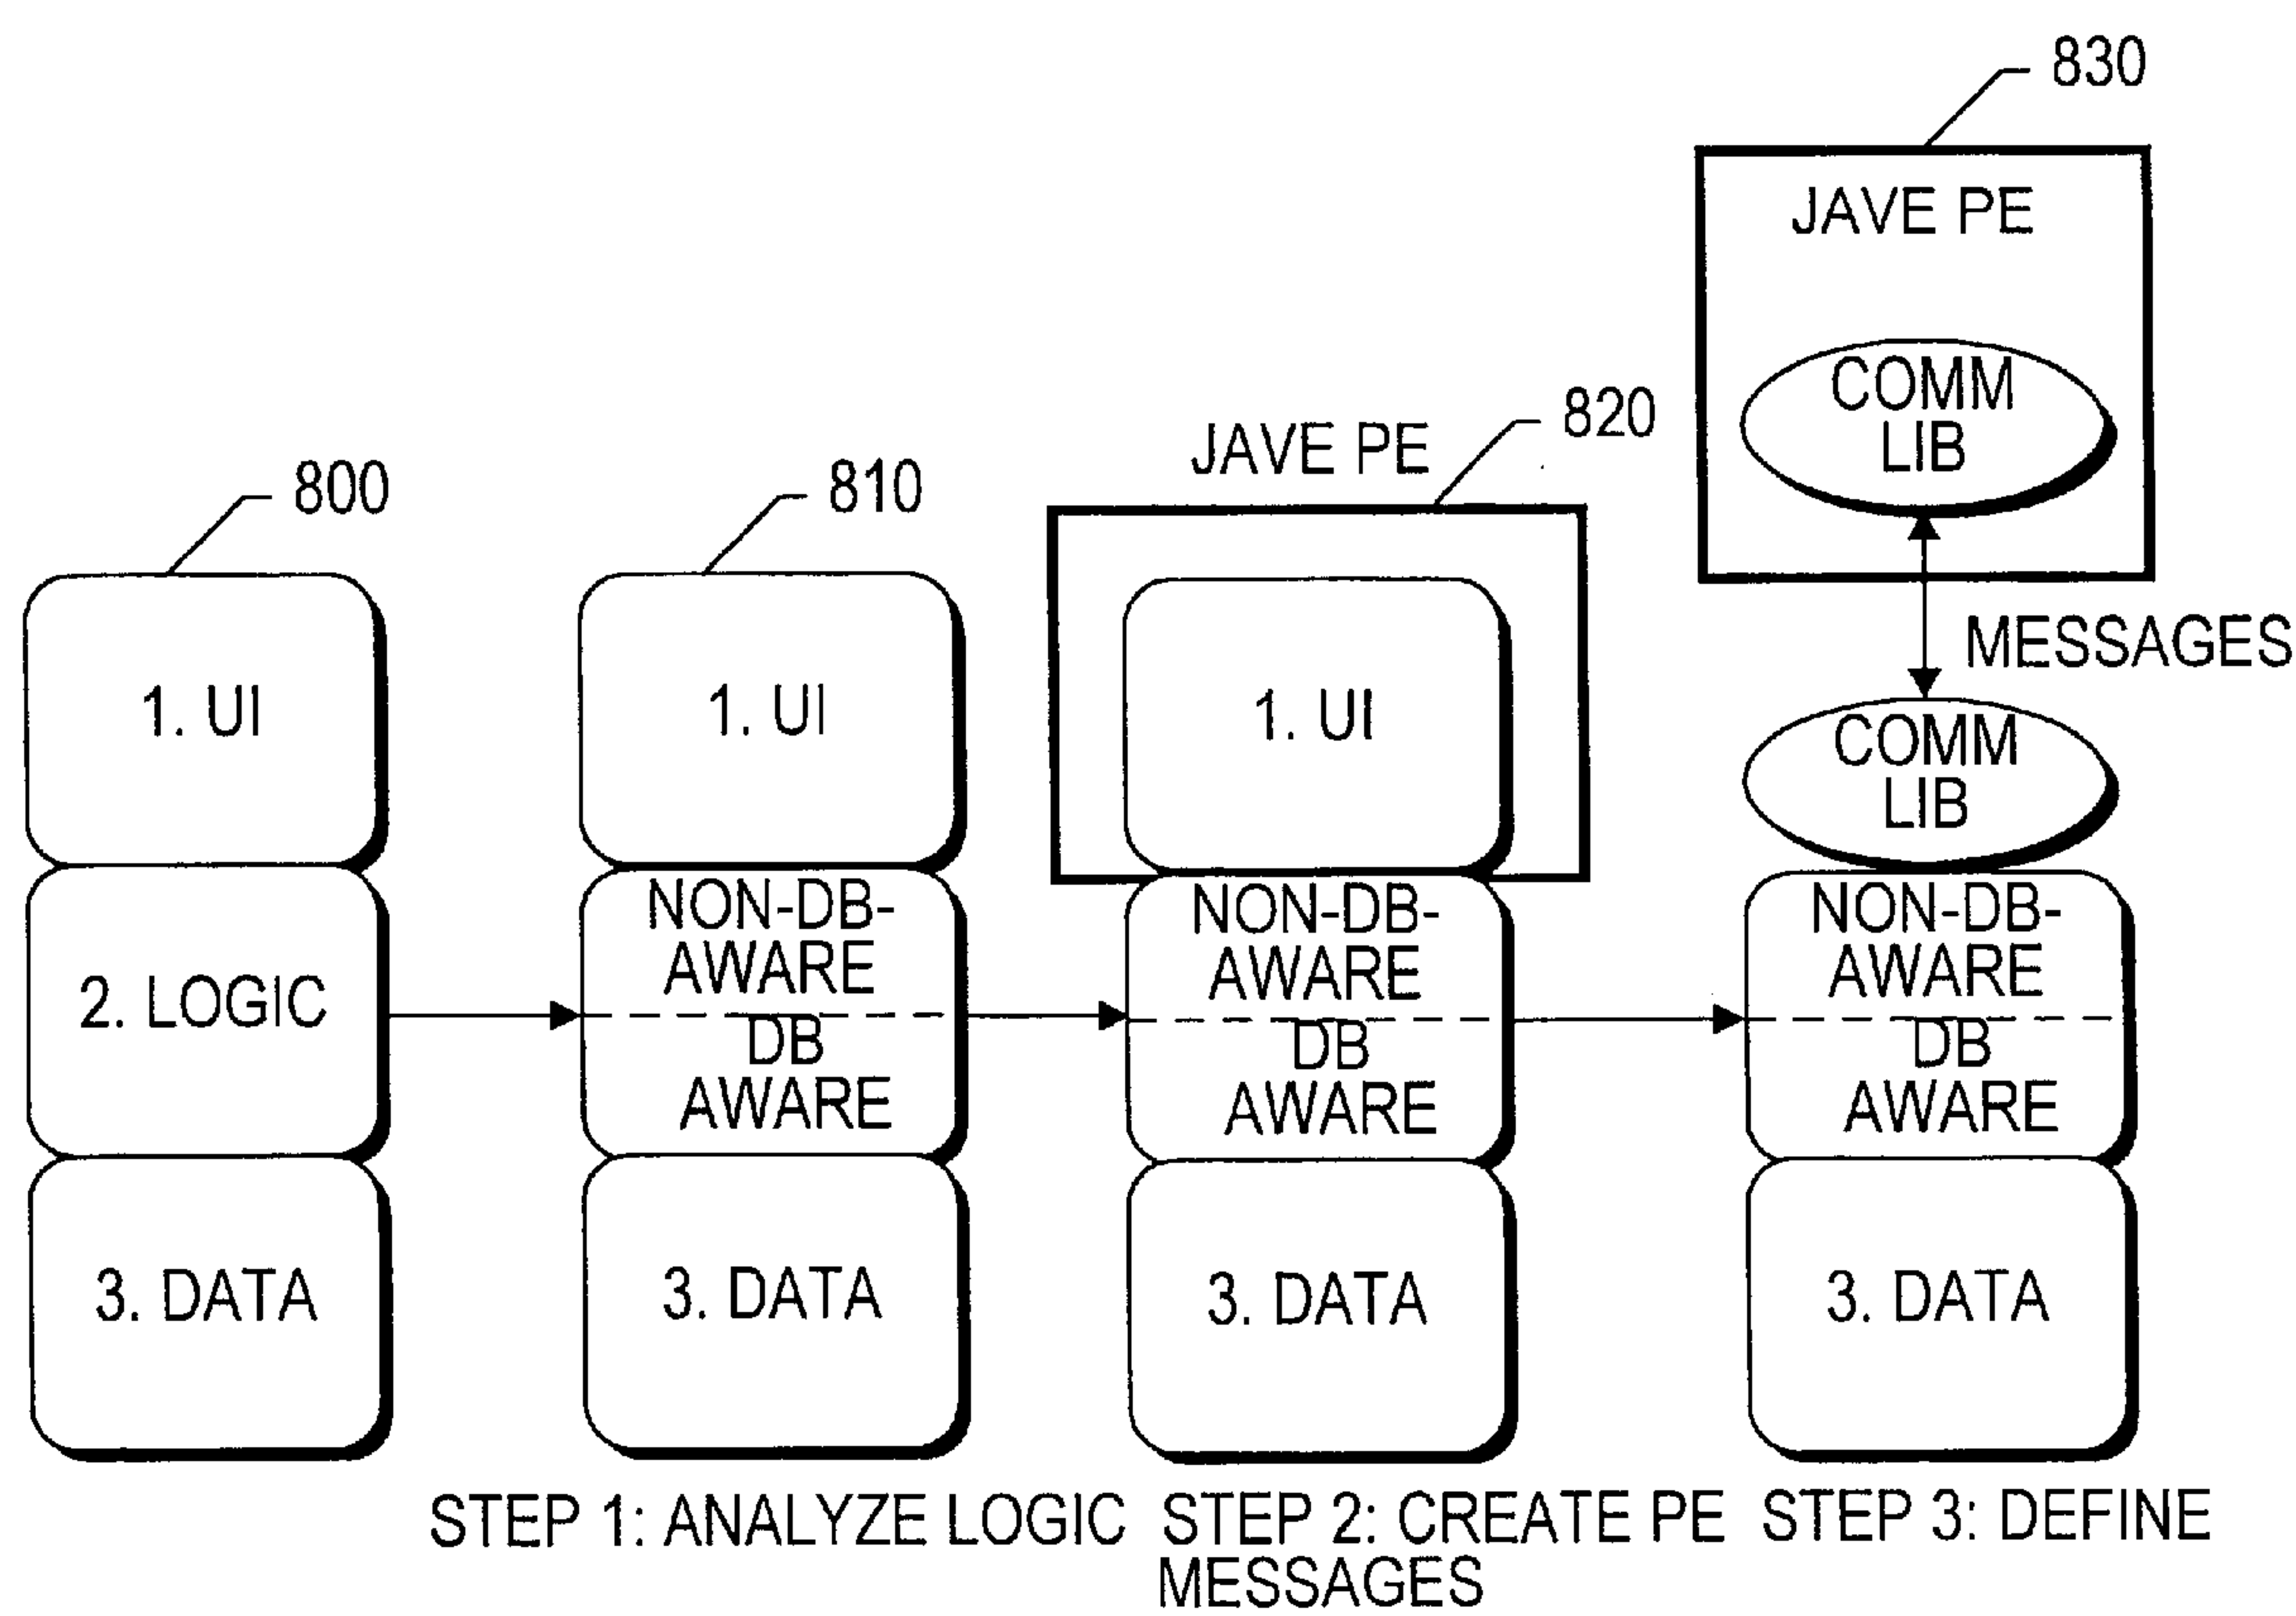 830
JAVE PE
COMM
LIB
820
JAVE PE
800
810
MESSAGES
1. UI
1. UI
1. UI
COMM
LIB
2. LOGIC
NON-DB-
AWARE
DB
AWARE
NON-DB-
AWARE
DB
AWARE
NON-DB-
AWARE
DB
AWARE
3. DATA
3. DATA
3. DATA
3. DATA
STEP 1: ANALYZE LOGIC STEP 2: CREATE PE STEP 3: DEFINE
MESSAGES